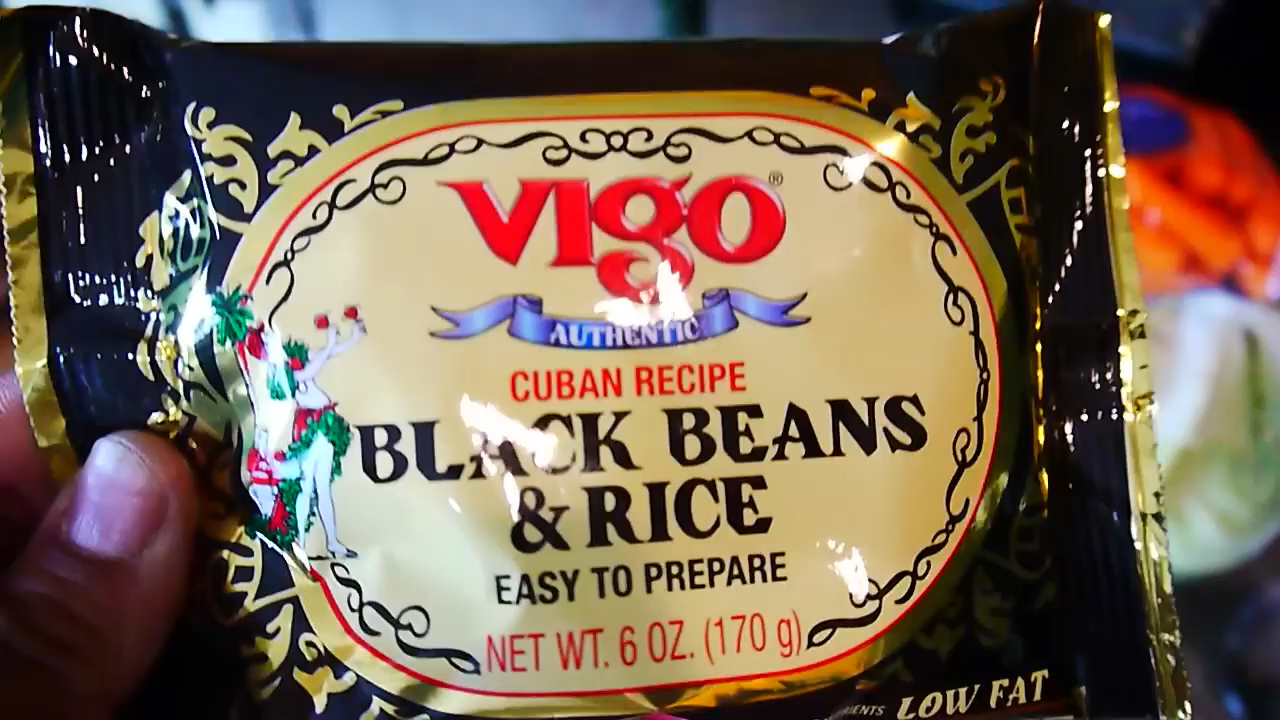 VIGO®
AUTHENTIC
CUBAN RECIPE
BLACK BEANS
& RICE
EASY TO PREPARE
NET WT. 6 OZ. (170 g)
LOW FAT